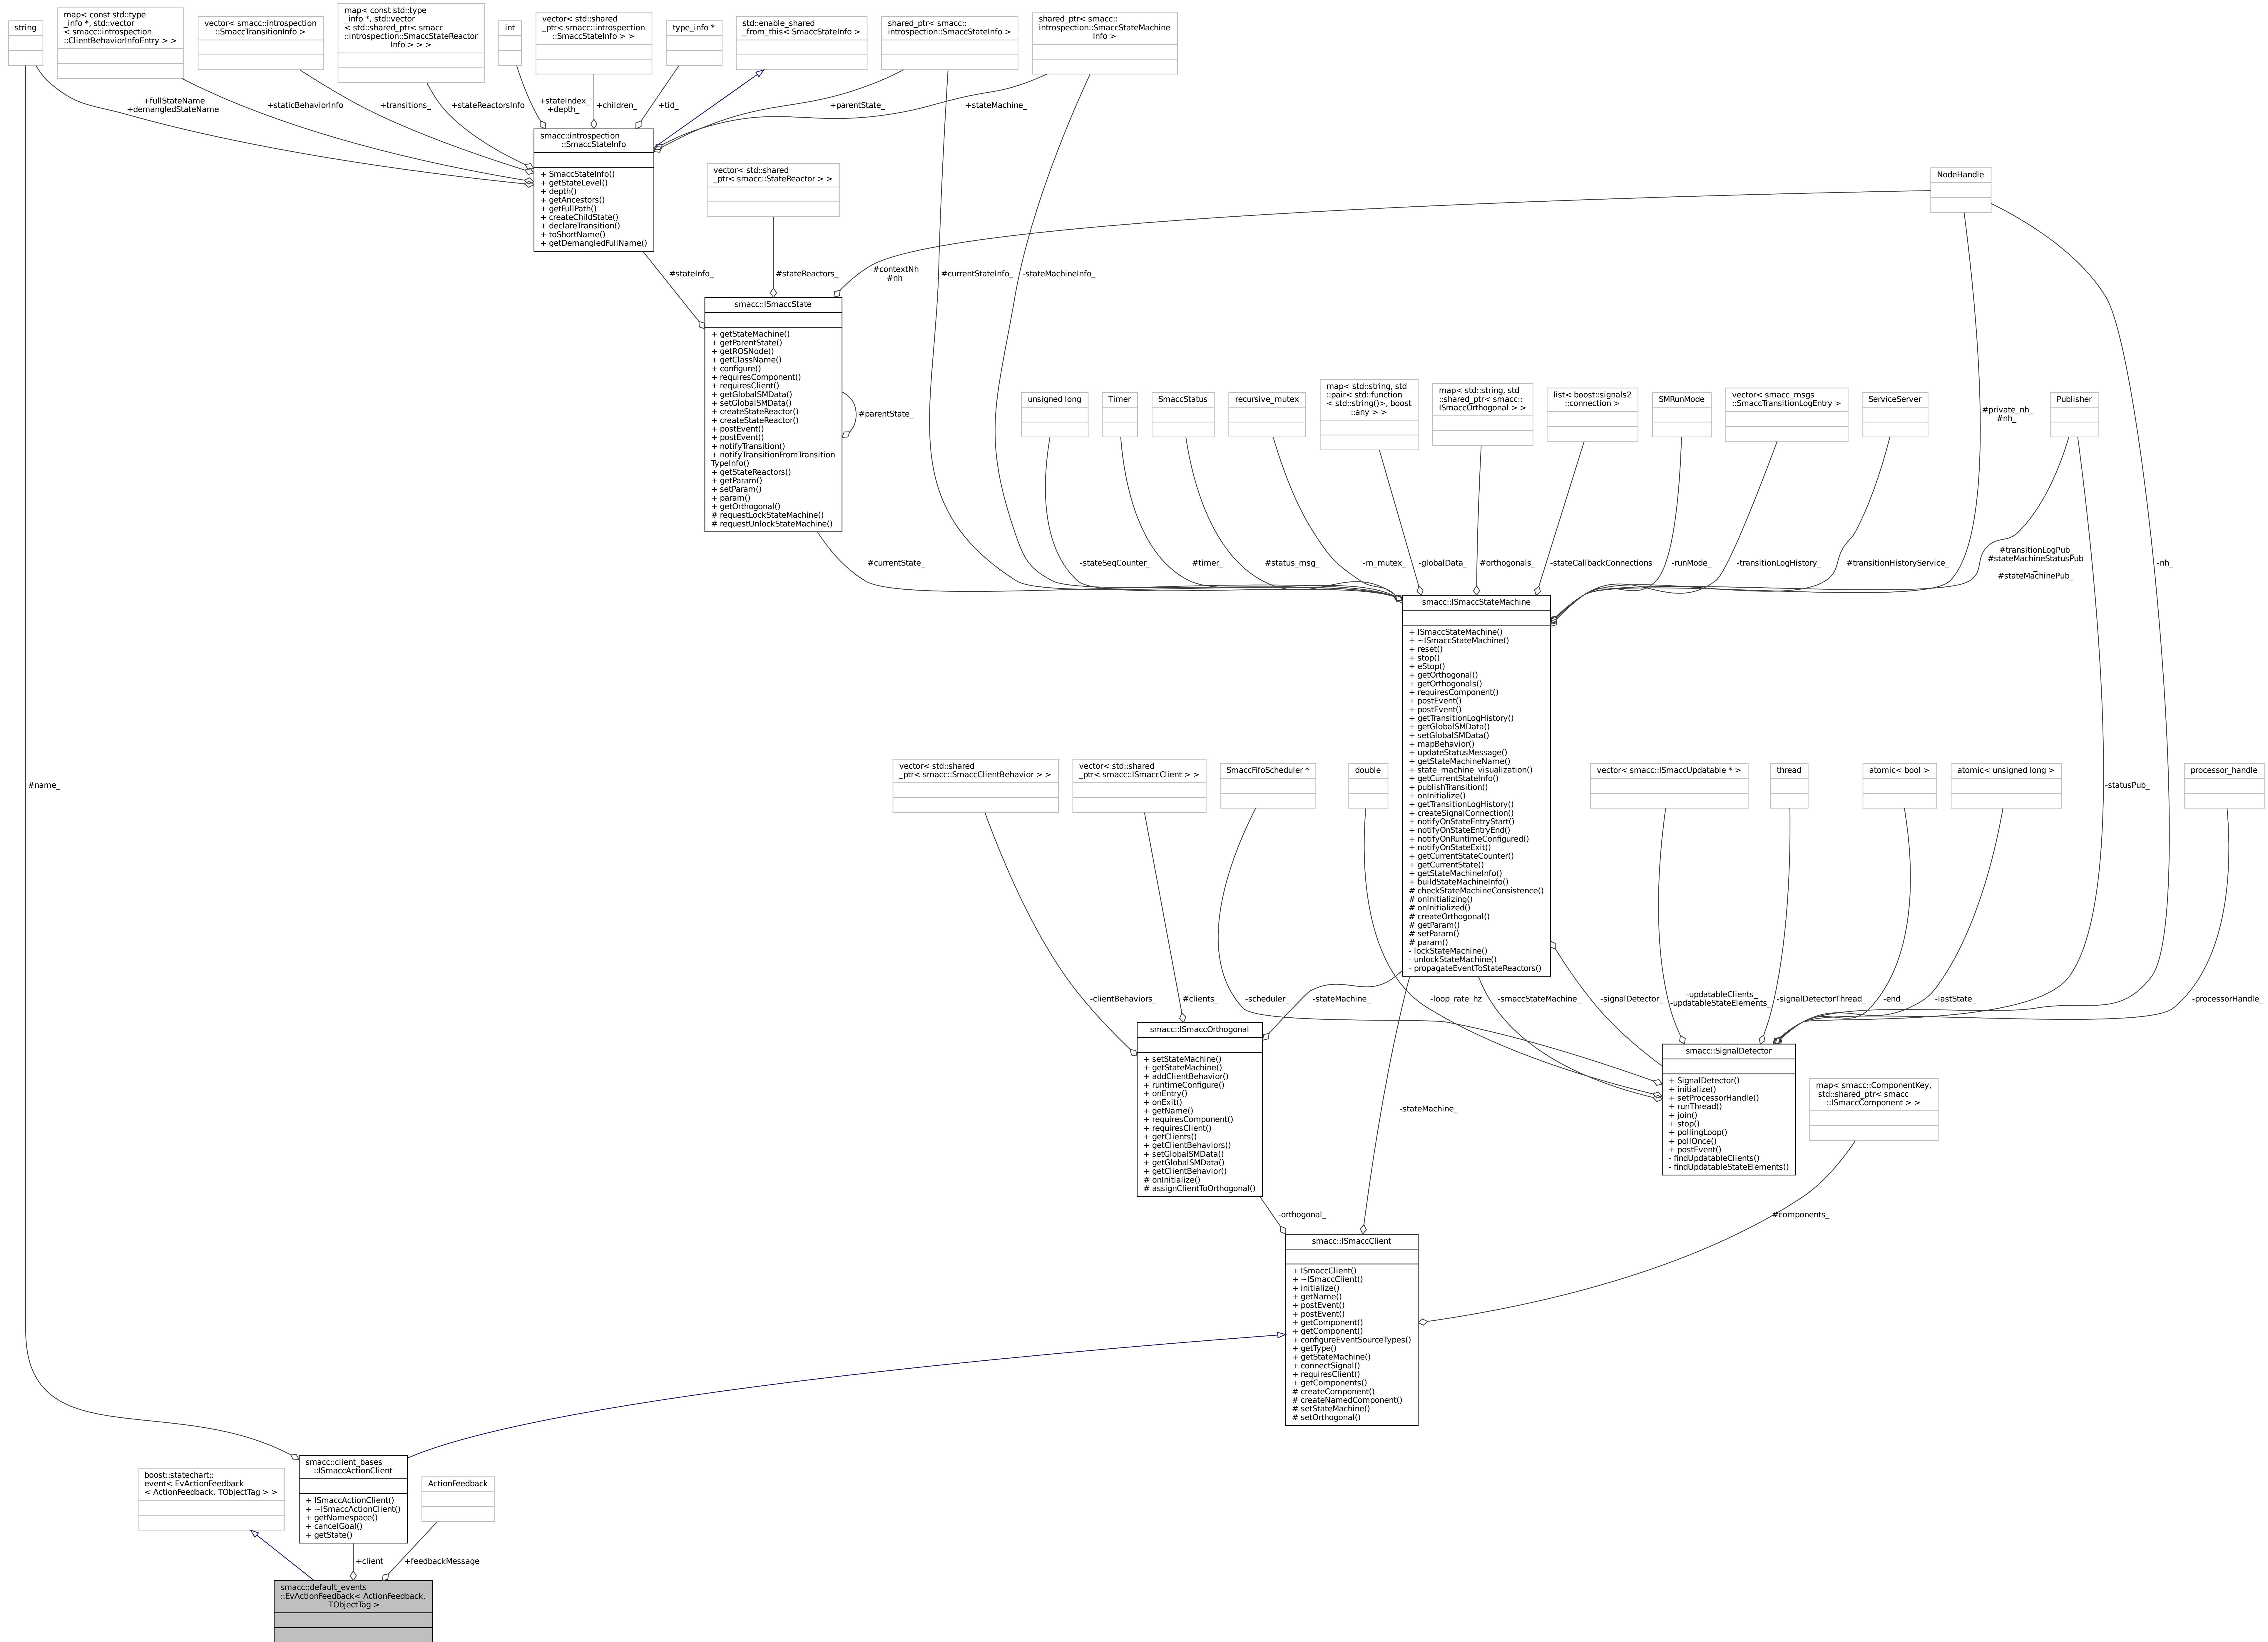 string
map< const std::type
_info *, std::vector
< smacc::introspection
::ClientBehaviorInfoEntry > >
vector< smacc::introspection
::SmaccTransitionInfo >
map< const std::type
_info *, std::vector
< std::shared_ptr< smacc
::introspection::SmaccStateReactor
Info > > >
int
vector< std::shared
_ptr< smacc::introspection
::SmaccStateInfo > >
type_info *
std::enable_shared
_from_this< SmaccStateInfo >
shared_ptr< smacc::
introspection::SmaccStateInfo >
shared_ptr< smacc::
introspection::SmaccStateMachine
Info >
+fullStateName
+demangledStateName
+staticBehaviorInfo
+transitions_
+stateReactorsInfo
+stateIndex_
+depth_
+children_
+tid_
+parentState_
+stateMachine_
smacc::introspection
::SmaccStateInfo
+ SmaccStateInfo()
+ getStateLevel()
+ depth()
+ getAncestors()
+ getFullPath()
+ createChildState()
+ declareTransition()
+ toShortName()
+ getDemangledFullName()
vector< std::shared
_ptr< smacc::StateReactor > >
NodeHandle
#stateInfo_
#stateReactors_
#contextNh
#nh
#currentStateInfo_
-stateMachineInfo_
smacc::ISmaccState
+ getStateMachine()
+ getParentState()
+ getROSNode()
+ getClassName()
+ configure()
+ requiresComponent()
+ requiresClient()
+ getGlobalSMData()
+ setGlobalSMData()
+ createStateReactor()
+ createStateReactor()
+ postEvent()
+ postEvent()
+ notifyTransition()
+ notifyTransitionFromTransition
TypeInfo()
+ getStateReactors()
+ getParam()
+ setParam()
+ param()
+ getOrthogonal()
# requestLockStateMachine()
# requestUnlockStateMachine()
#parentState_
unsigned long
Timer
SmaccStatus
recursive_mutex
map< std::string, std
::pair< std::function
< std::string()>, boost
::any > >
map< std::string, std
::shared_ptr< smacc::
ISmaccOrthogonal > >
list< boost::signals2
::connection >
SMRunMode
vector< smacc_msgs
::SmaccTransitionLogEntry >
ServiceServer
#private_nh_
#nh_
Publisher
#currentState_
-stateSeqCounter_
#timer_
#status_msg_
-m_mutex_
-globalData_
#orthogonals_
-stateCallbackConnections
-runMode_
-transitionLogHistory_
#transitionHistoryService_
#transitionLogPub_
#stateMachineStatusPub
_
#stateMachinePub_
-nh_
smacc::ISmaccStateMachine
+ ISmaccStateMachine()
+ ~ISmaccStateMachine()
+ reset()
+ stop()
+ eStop()
+ getOrthogonal()
+ getOrthogonals()
+ requiresComponent()
+ postEvent()
+ postEvent()
+ getTransitionLogHistory()
+ getGlobalSMData()
+ setGlobalSMData()
+ mapBehavior()
+ updateStatusMessage()
+ getStateMachineName()
+ state_machine_visualization()
+ getCurrentStateInfo()
+ publishTransition()
+ onInitialize()
+ getTransitionLogHistory()
+ createSignalConnection()
+ notifyOnStateEntryStart()
+ notifyOnStateEntryEnd()
+ notifyOnRuntimeConfigured()
+ notifyOnStateExit()
+ getCurrentStateCounter()
+ getCurrentState()
+ getStateMachineInfo()
+ buildStateMachineInfo()
# checkStateMachineConsistence()
# onInitializing()
# onInitialized()
# createOrthogonal()
# getParam()
# setParam()
# param()
- lockStateMachine()
- unlockStateMachine()
- propagateEventToStateReactors()
#name_
vector< std::shared
_ptr< smacc::SmaccClientBehavior > >
vector< std::shared
_ptr< smacc::ISmaccClient > >
SmaccFifoScheduler *
double
vector< smacc::ISmaccUpdatable * >
thread
atomic< bool >
atomic< unsigned long >
-statusPub_
processor_handle
-clientBehaviors_
#clients_
-scheduler_
-stateMachine_
-loop_rate_hz
-smaccStateMachine_
-signalDetector_
-updatableClients_
-updatableStateElements_
-signalDetectorThread_
-end_
-lastState_
-processorHandle_
smacc::ISmaccOrthogonal
+ setStateMachine()
+ getStateMachine()
+ addClientBehavior()
+ runtimeConfigure()
+ onEntry()
+ onExit()
+ getName()
+ requiresComponent()
+ requiresClient()
+ getClients()
+ getClientBehaviors()
+ setGlobalSMData()
+ getGlobalSMData()
+ getClientBehavior()
# onInitialize()
# assignClientToOrthogonal()
smacc::SignalDetector
+ SignalDetector()
+ initialize()
+ setProcessorHandle()
+ runThread()
+ join()
+ stop()
+ pollingLoop()
+ pollOnce()
+ postEvent()
- findUpdatableClients()
- findUpdatableStateElements()
map< smacc::ComponentKey,
std::shared_ptr< smacc
::ISmaccComponent > >
-stateMachine_
-orthogonal_
#components_
smacc::ISmaccClient
+ ISmaccClient()
+ ~ISmaccClient()
+ initialize()
+ getName()
+ postEvent()
+ postEvent()
+ getComponent()
+ getComponent()
+ configureEventSourceTypes()
+ getType()
+ getStateMachine()
+ connectSignal()
+ requiresClient()
+ getComponents()
# createComponent()
# createNamedComponent()
# setStateMachine()
# setOrthogonal()
boost::statechart::
event< EvActionFeedback
< ActionFeedback, TObjectTag > >
smacc::client_bases
::ISmaccActionClient
+ ISmaccActionClient()
+ ~ISmaccActionClient()
+ getNamespace()
+ cancelGoal()
+ getState()
ActionFeedback
+client
+feedbackMessage
smacc::default_events
::EvActionFeedback< ActionFeedback,
TObjectTag >